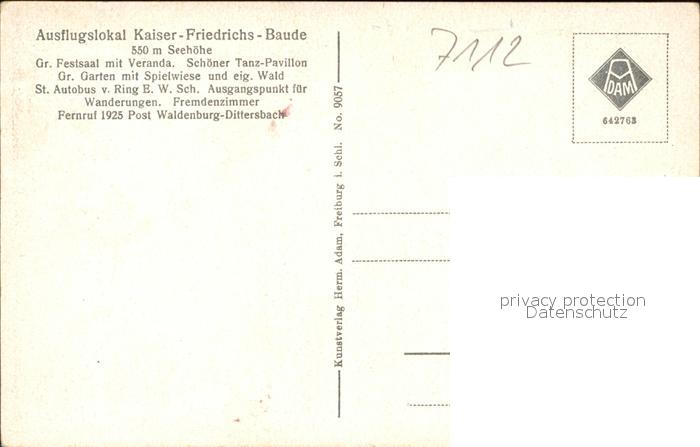 Ausflugslokal Kaiser-Friedrichs-Baude
550 m Seehöhe
Gr. Festsaal mit Veranda. Schöner Tanz-Pavillon
Gr. Garten mit Spielwiese und eig. Wald
St. Autobus v. Ring E. W. Sch. Ausgangspunkt für
Wanderungen. Fremdenzimmer
Fernruf 1925 Post Waldenburg-Dittersbach
Kunstverlag Herm. Adam, Freiburg i. Schl. No. 9057
7112
ADAM
642763
privacy protection
Datenschutz